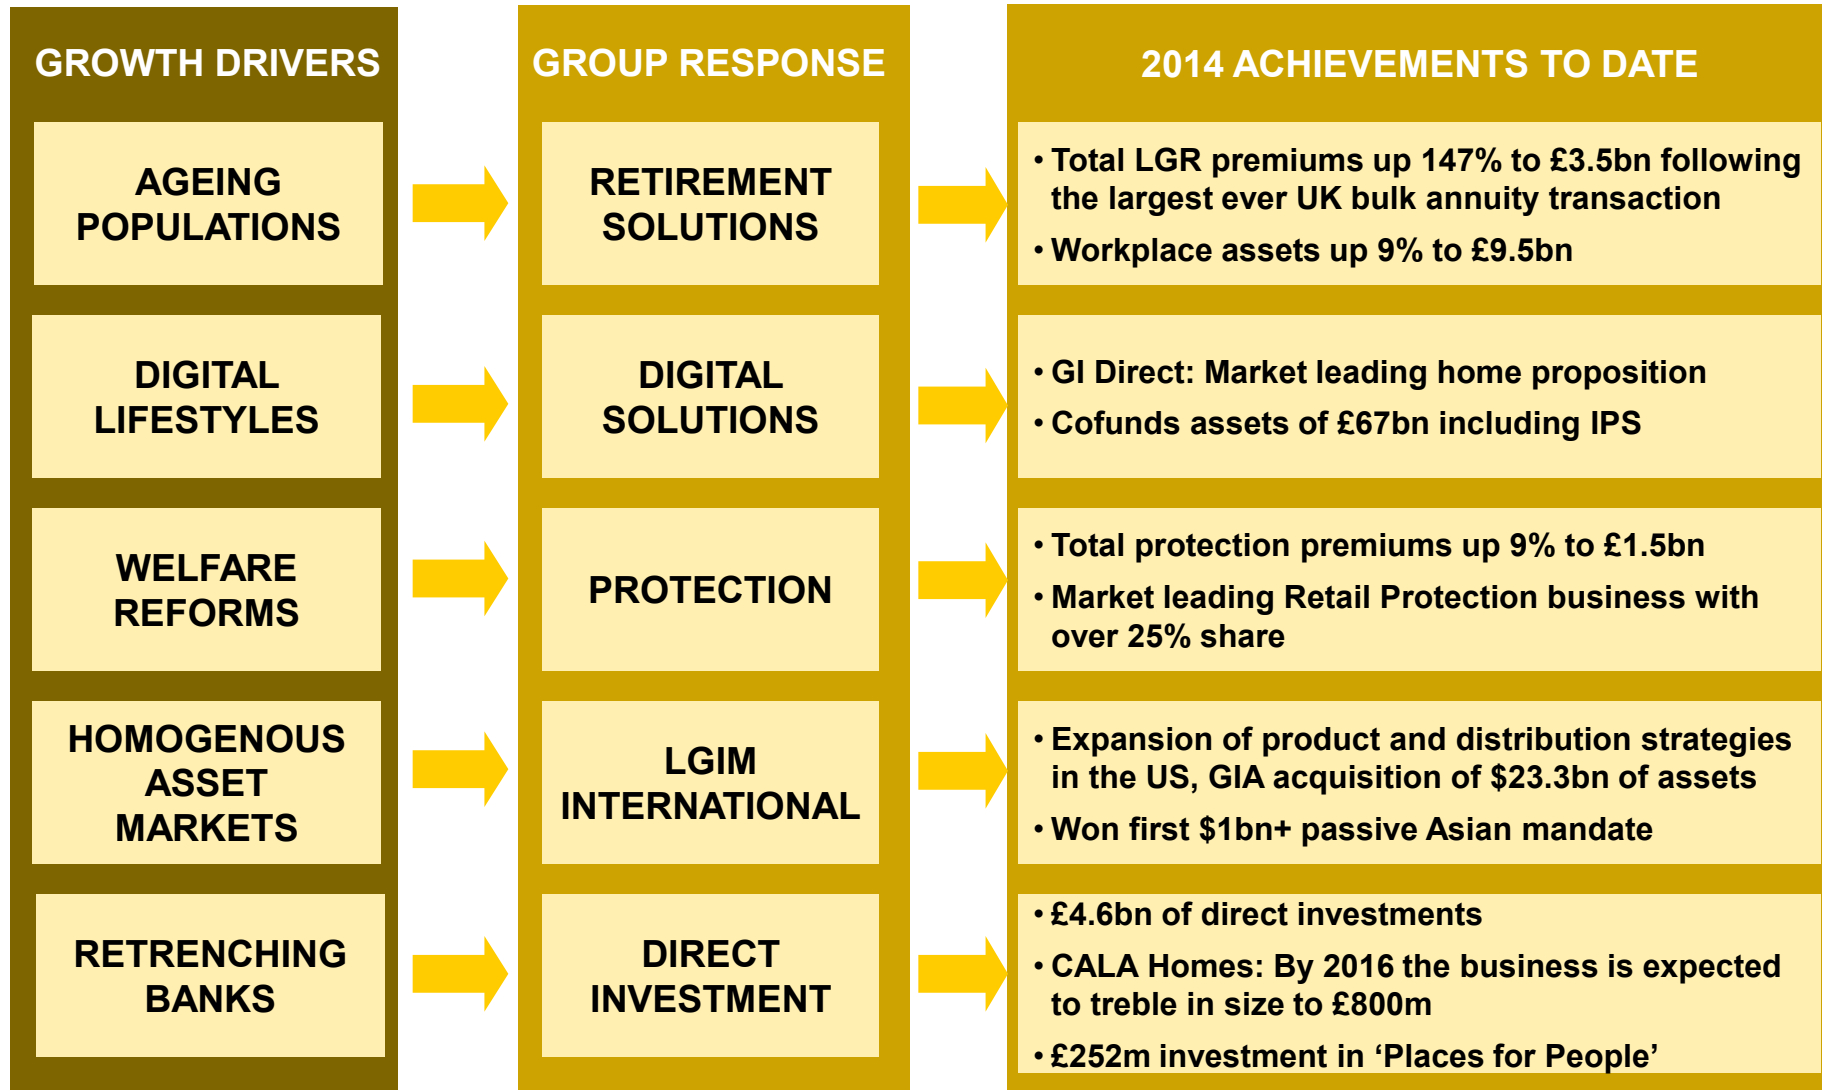 GROWTH DRIVERS
GROUP RESPONSE
2014 ACHIEVEMENTS TO DATE
AGEING
POPULATIONS
RETIREMENT
SOLUTIONS
• Total LGR premiums up 147% to £3.5bn following
the largest ever UK bulk annuity transaction
• Workplace assets up 9% to £9.5bn
DIGITAL
LIFESTYLES
DIGITAL
SOLUTIONS
• GI Direct: Market leading home proposition
• Cofunds assets of £67bn including IPS
WELFARE
REFORMS
PROTECTION
• Total protection premiums up 9% to £1.5bn
• Market leading Retail Protection business with
over 25% share
HOMOGENOUS
ASSET
MARKETS
LGIM
INTERNATIONAL
• Expansion of product and distribution strategies
in the US, GIA acquisition of $23.3bn of assets
• Won first $1bn+ passive Asian mandate
RETRENCHING
BANKS
DIRECT
INVESTMENT
• £4.6bn of direct investments
• CALA Homes: By 2016 the business is expected
to treble in size to £800m
• £252m investment in ‘Places for People’